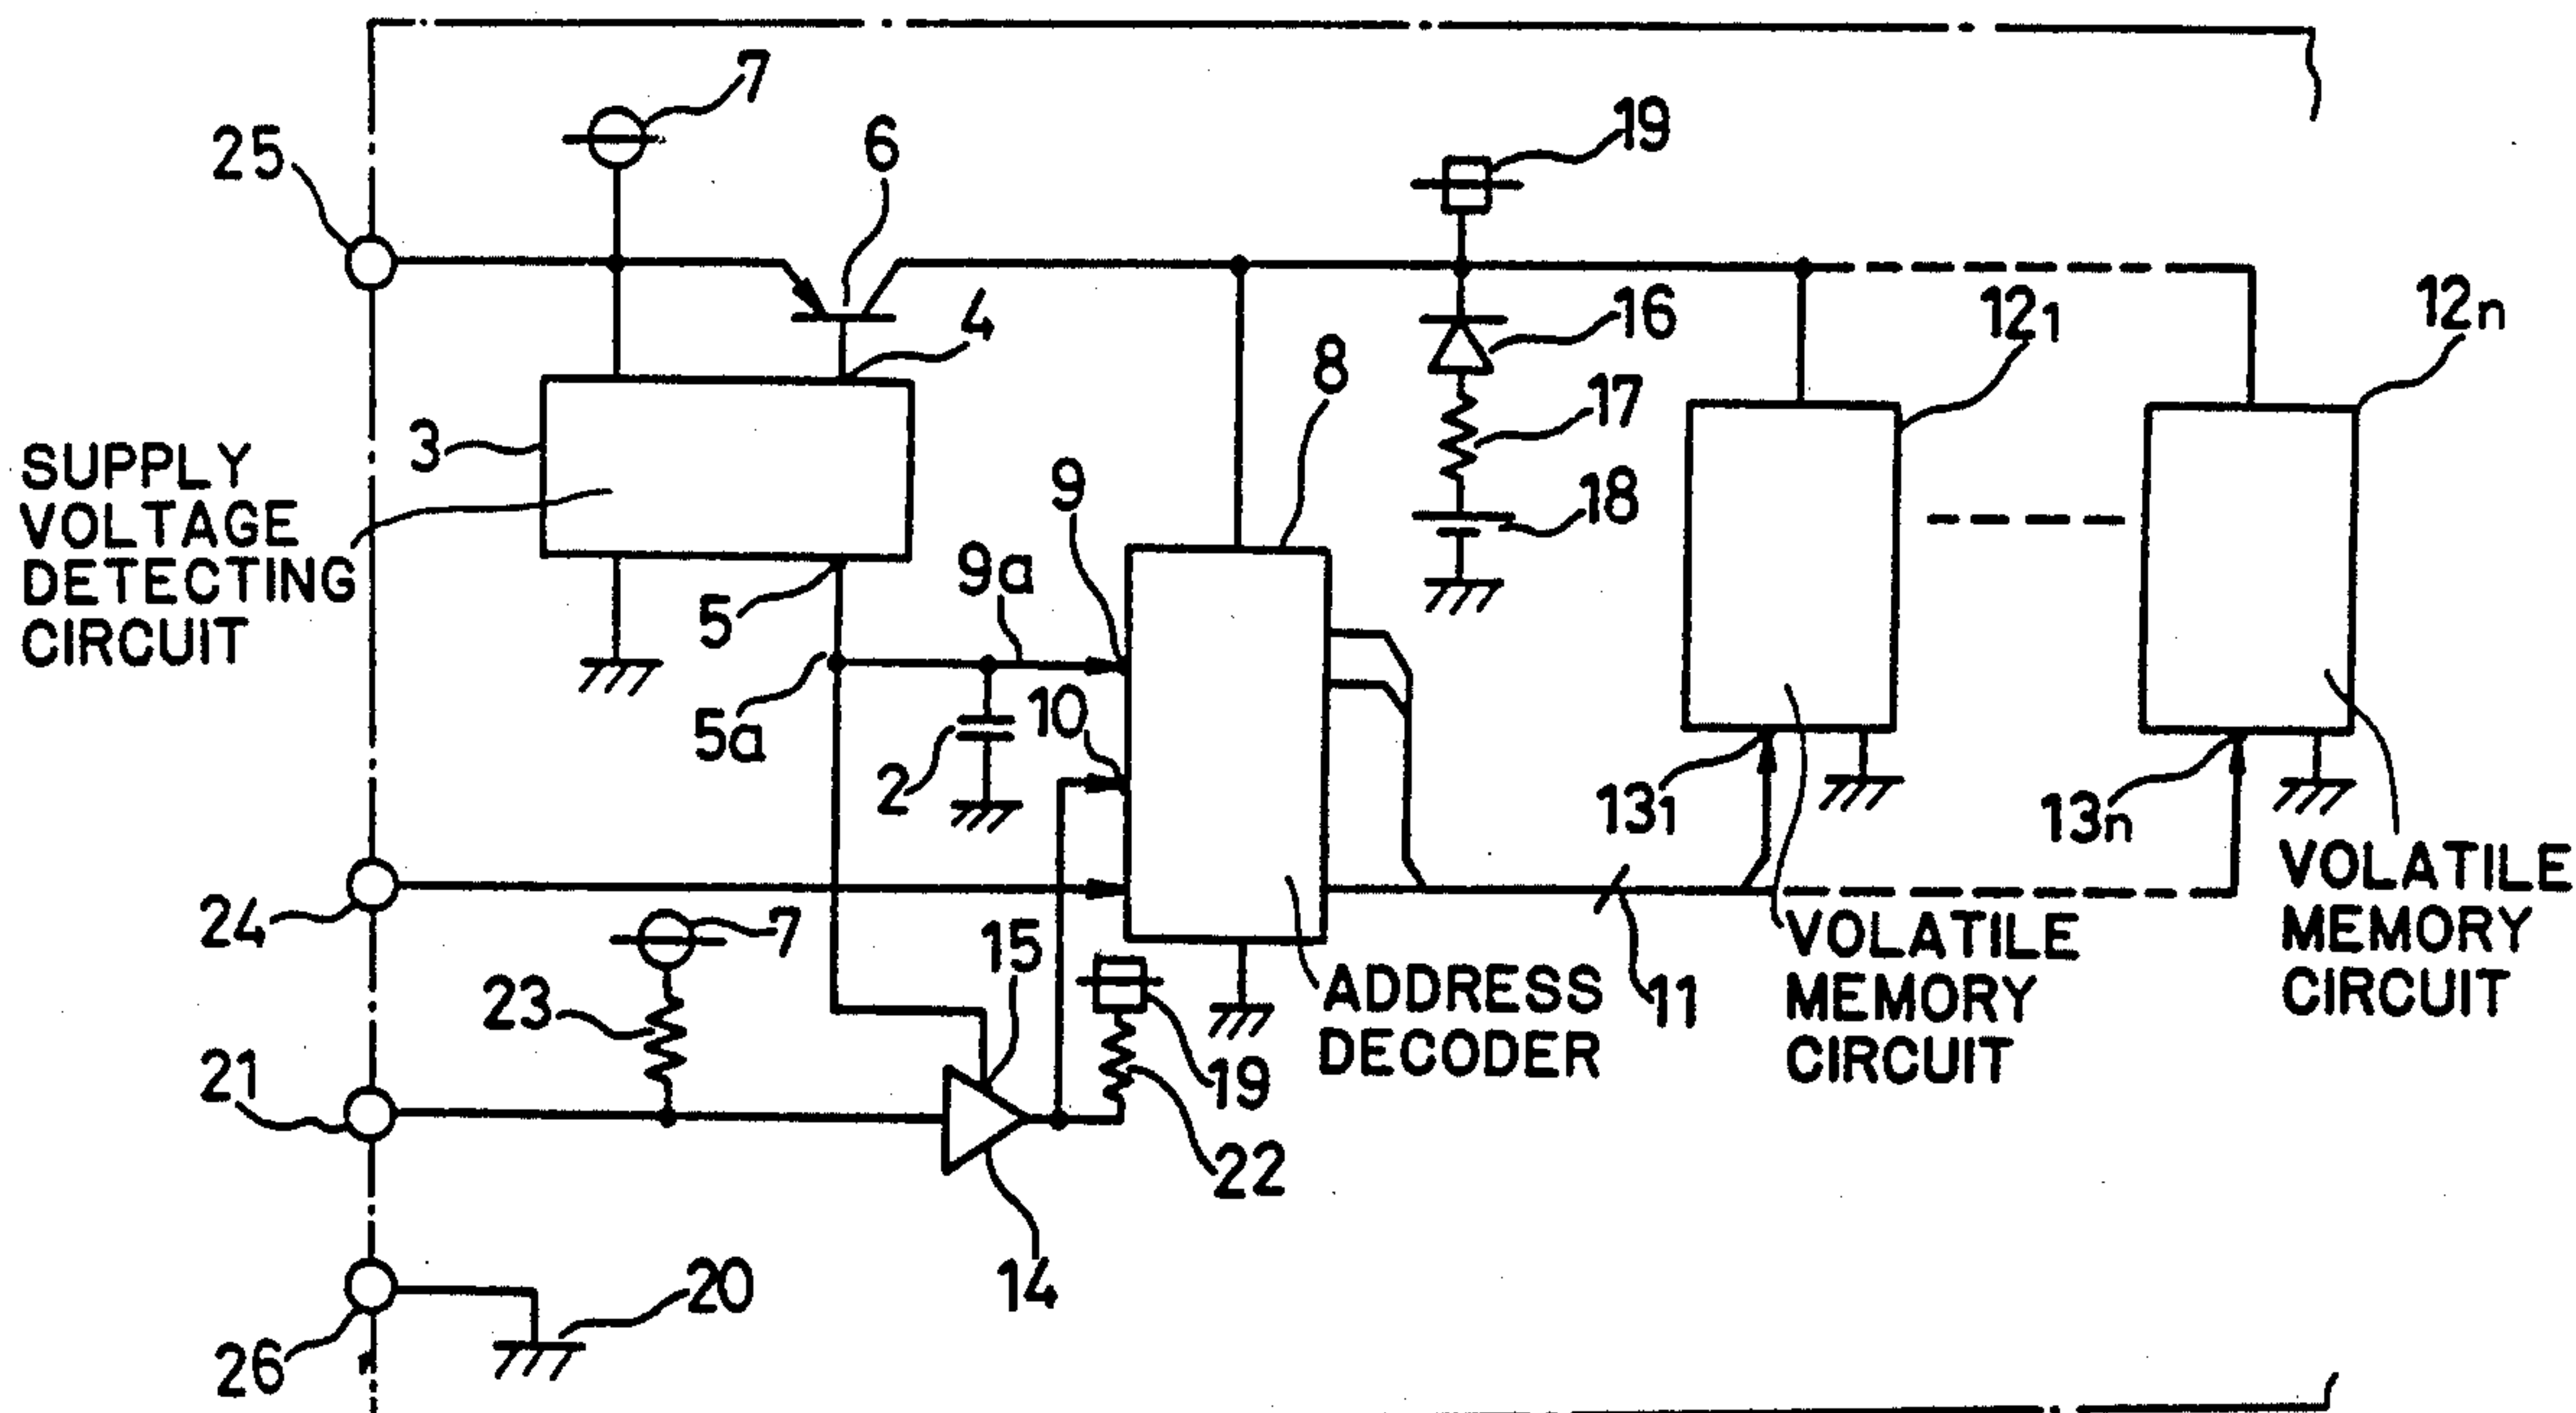 7
25
6
19
4
16
12₁
12n
8
17
3
SUPPLY
VOLTAGE
DETECTING
CIRCUIT
9
18
9a
5
5a
10
2
13₁
13n
24
7
15
VOLATILE
MEMORY
CIRCUIT
VOLATILE
MEMORY
CIRCUIT
11
ADDRESS
DECODER
23
19
21
22
14
20
26